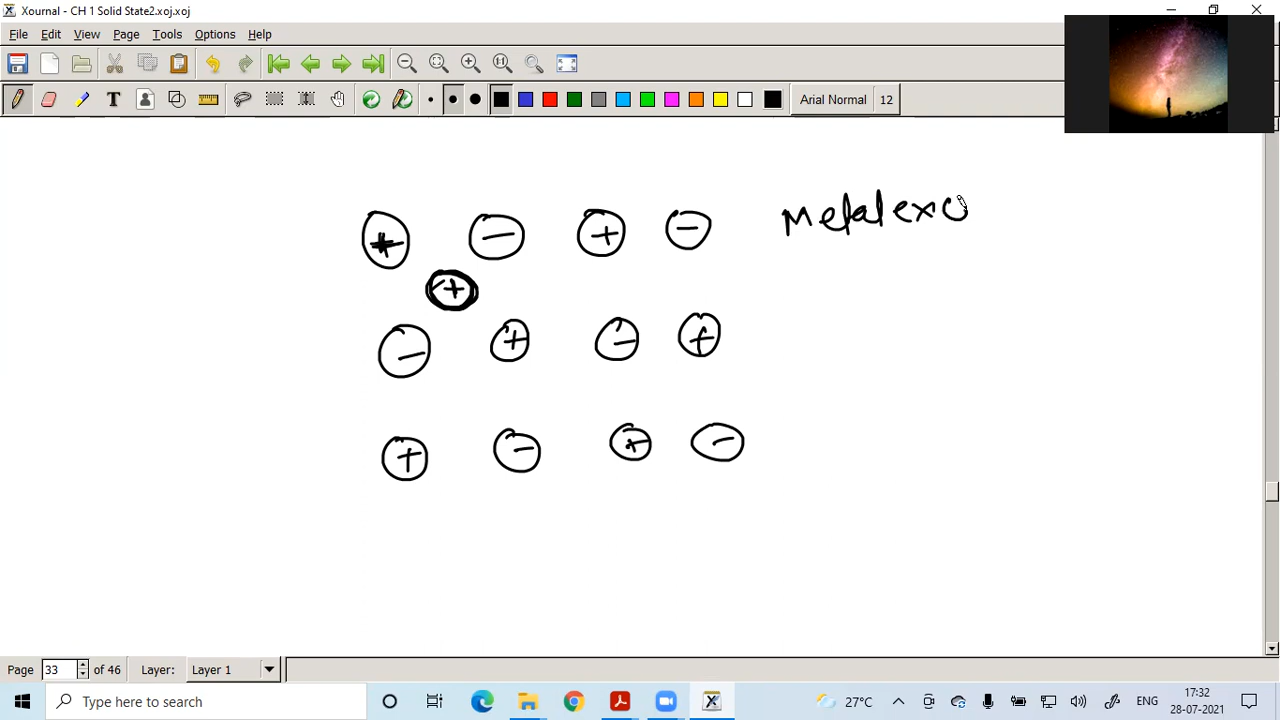 Xournal - CH 1 Solid State2.xoj.xoj
File Edit View Page Tools Options Help
Arial Normal 12
+ − + − Metal exc
+
− + − +
+ − + −
Page 33 of 46 Layer: Layer 1
Type here to search 27°C ENG 17:32
28-07-2021